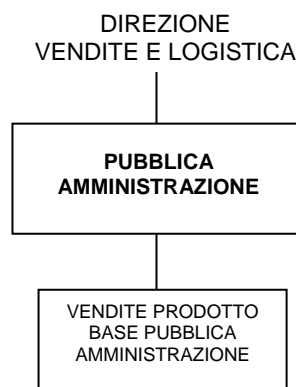 DIREZIONE
VENDITE E LOGISTICA
PUBBLICA
AMMINISTRAZIONE
VENDITE PRODOTTO
BASE PUBBLICA
AMMINISTRAZIONE